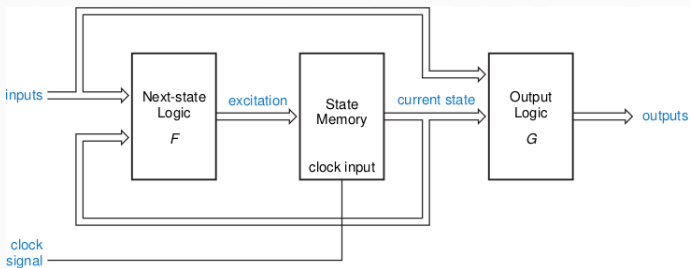 inputs
Next-state
Logic
F
excitation
State
Memory
clock input
current state
Output
Logic
G
outputs
clock
signal